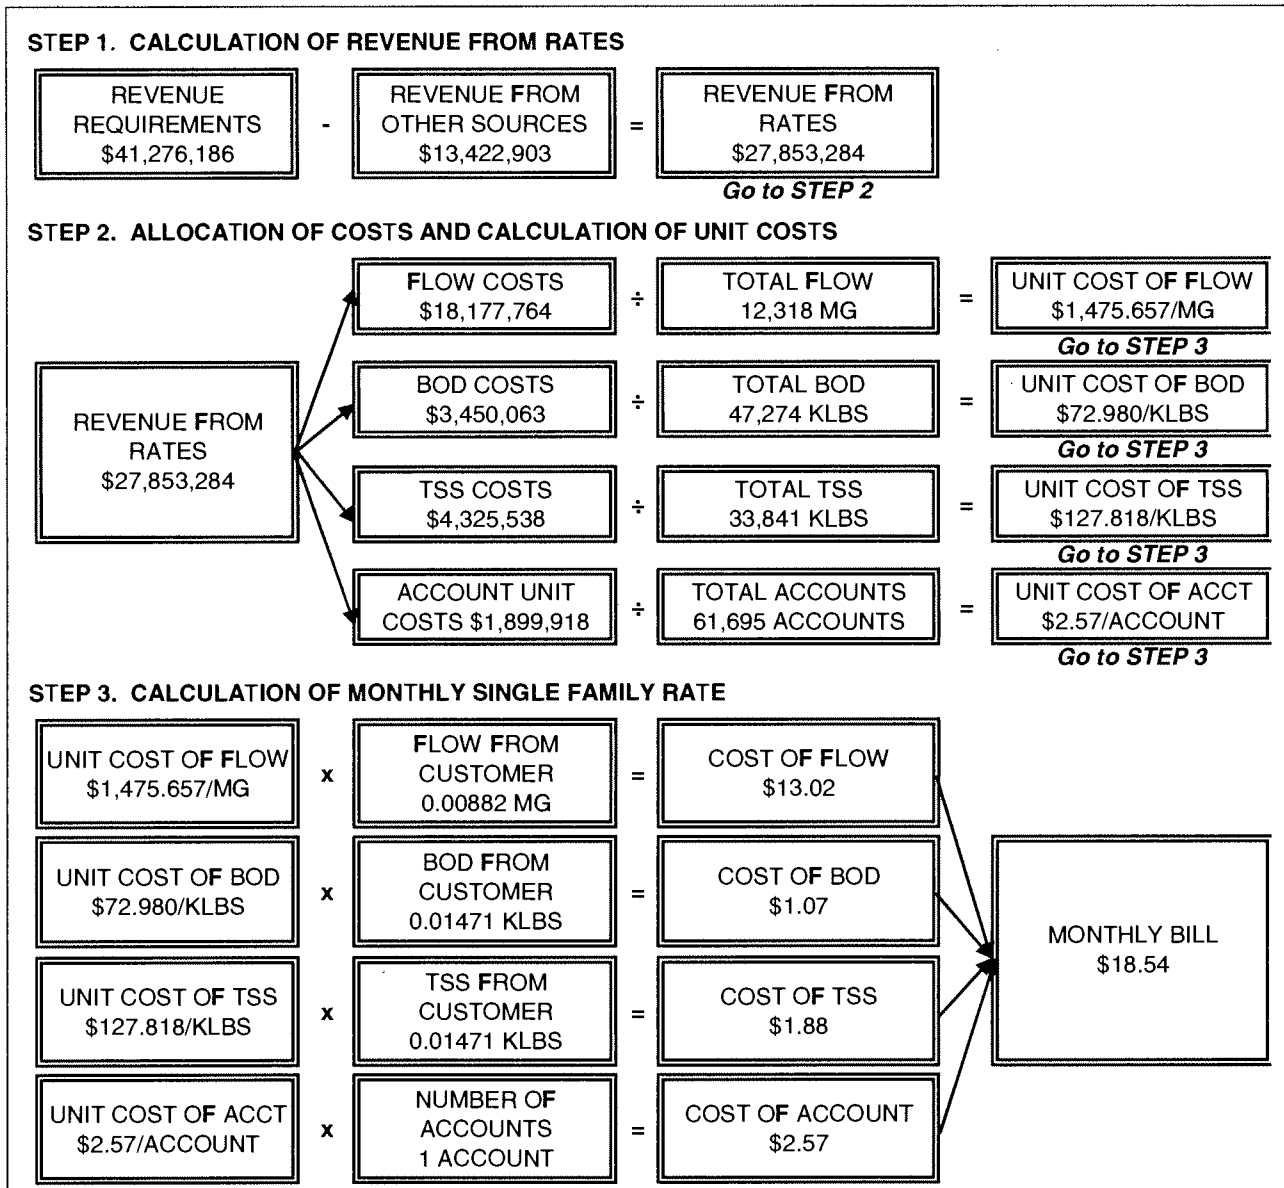 STEP 1. CALCULATION OF REVENUE FROM RATES
REVENUE
REQUIREMENTS
$41,276,186
-
REVENUE FROM
OTHER SOURCES
$13,422,903
=
REVENUE FROM
RATES
$27,853,284
Go to STEP 2
STEP 2. ALLOCATION OF COSTS AND CALCULATION OF UNIT COSTS
REVENUE FROM
RATES
$27,853,284
FLOW COSTS
$18,177,764
÷
TOTAL FLOW
12,318 MG
=
UNIT COST OF FLOW
$1,475.657/MG
Go to STEP 3
BOD COSTS
$3,450,063
÷
TOTAL BOD
47,274 KLBS
=
UNIT COST OF BOD
$72.980/KLBS
Go to STEP 3
TSS COSTS
$4,325,538
÷
TOTAL TSS
33,841 KLBS
=
UNIT COST OF TSS
$127.818/KLBS
Go to STEP 3
ACCOUNT UNIT
COSTS $1,899,918
÷
TOTAL ACCOUNTS
61,695 ACCOUNTS
=
UNIT COST OF ACCT
$2.57/ACCOUNT
Go to STEP 3
STEP 3. CALCULATION OF MONTHLY SINGLE FAMILY RATE
UNIT COST OF FLOW
$1,475.657/MG
x
FLOW FROM
CUSTOMER
0.00882 MG
=
COST OF FLOW
$13.02
UNIT COST OF BOD
$72.980/KLBS
x
BOD FROM
CUSTOMER
0.01471 KLBS
=
COST OF BOD
$1.07
UNIT COST OF TSS
$127.818/KLBS
x
TSS FROM
CUSTOMER
0.01471 KLBS
=
COST OF TSS
$1.88
UNIT COST OF ACCT
$2.57/ACCOUNT
x
NUMBER OF
ACCOUNTS
1 ACCOUNT
=
COST OF ACCOUNT
$2.57
MONTHLY BILL
$18.54